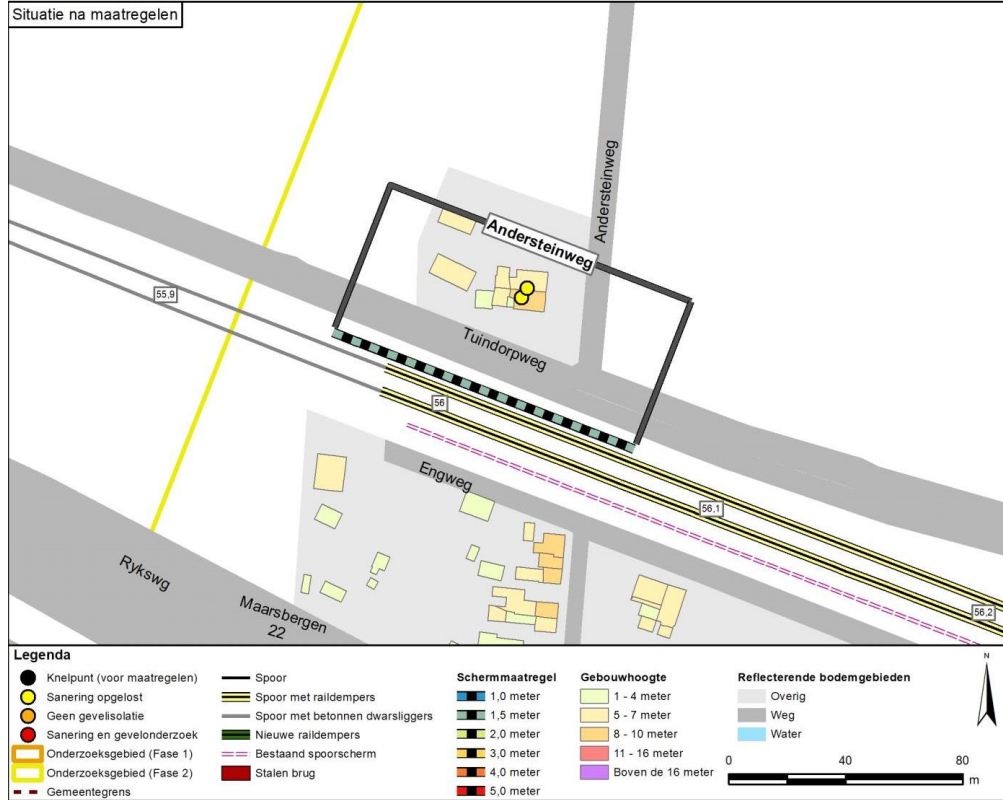 Situatie na maatregelen
Andersteinweg
Andersteinweg
55,9
Tuindorpweg
56
Engweg
56,1
Rykswg
Maarsbergen
22
56,2
Legenda
Knelpunt (voor maatregelen)
Sanering opgelost
Geen gevelisolatie
Sanering en gevelonderzoek
Onderzoeksgebied (Fase 1)
Onderzoeksgebied (Fase 2)
Gemeentegrens
Spoor
Spoor met raildempers
Spoor met betonnen dwarsliggers
Nieuwe raildempers
Bestaand spoorscherm
Stalen brug
Schermmaatregel
1,0 meter
1,5 meter
2,0 meter
3,0 meter
4,0 meter
5,0 meter
Gebouwhoogte
1 - 4 meter
5 - 7 meter
8 - 10 meter
11 - 16 meter
Boven de 16 meter
Reflecterende bodemgebieden
Overig
Weg
Water
N
0 40 80
m